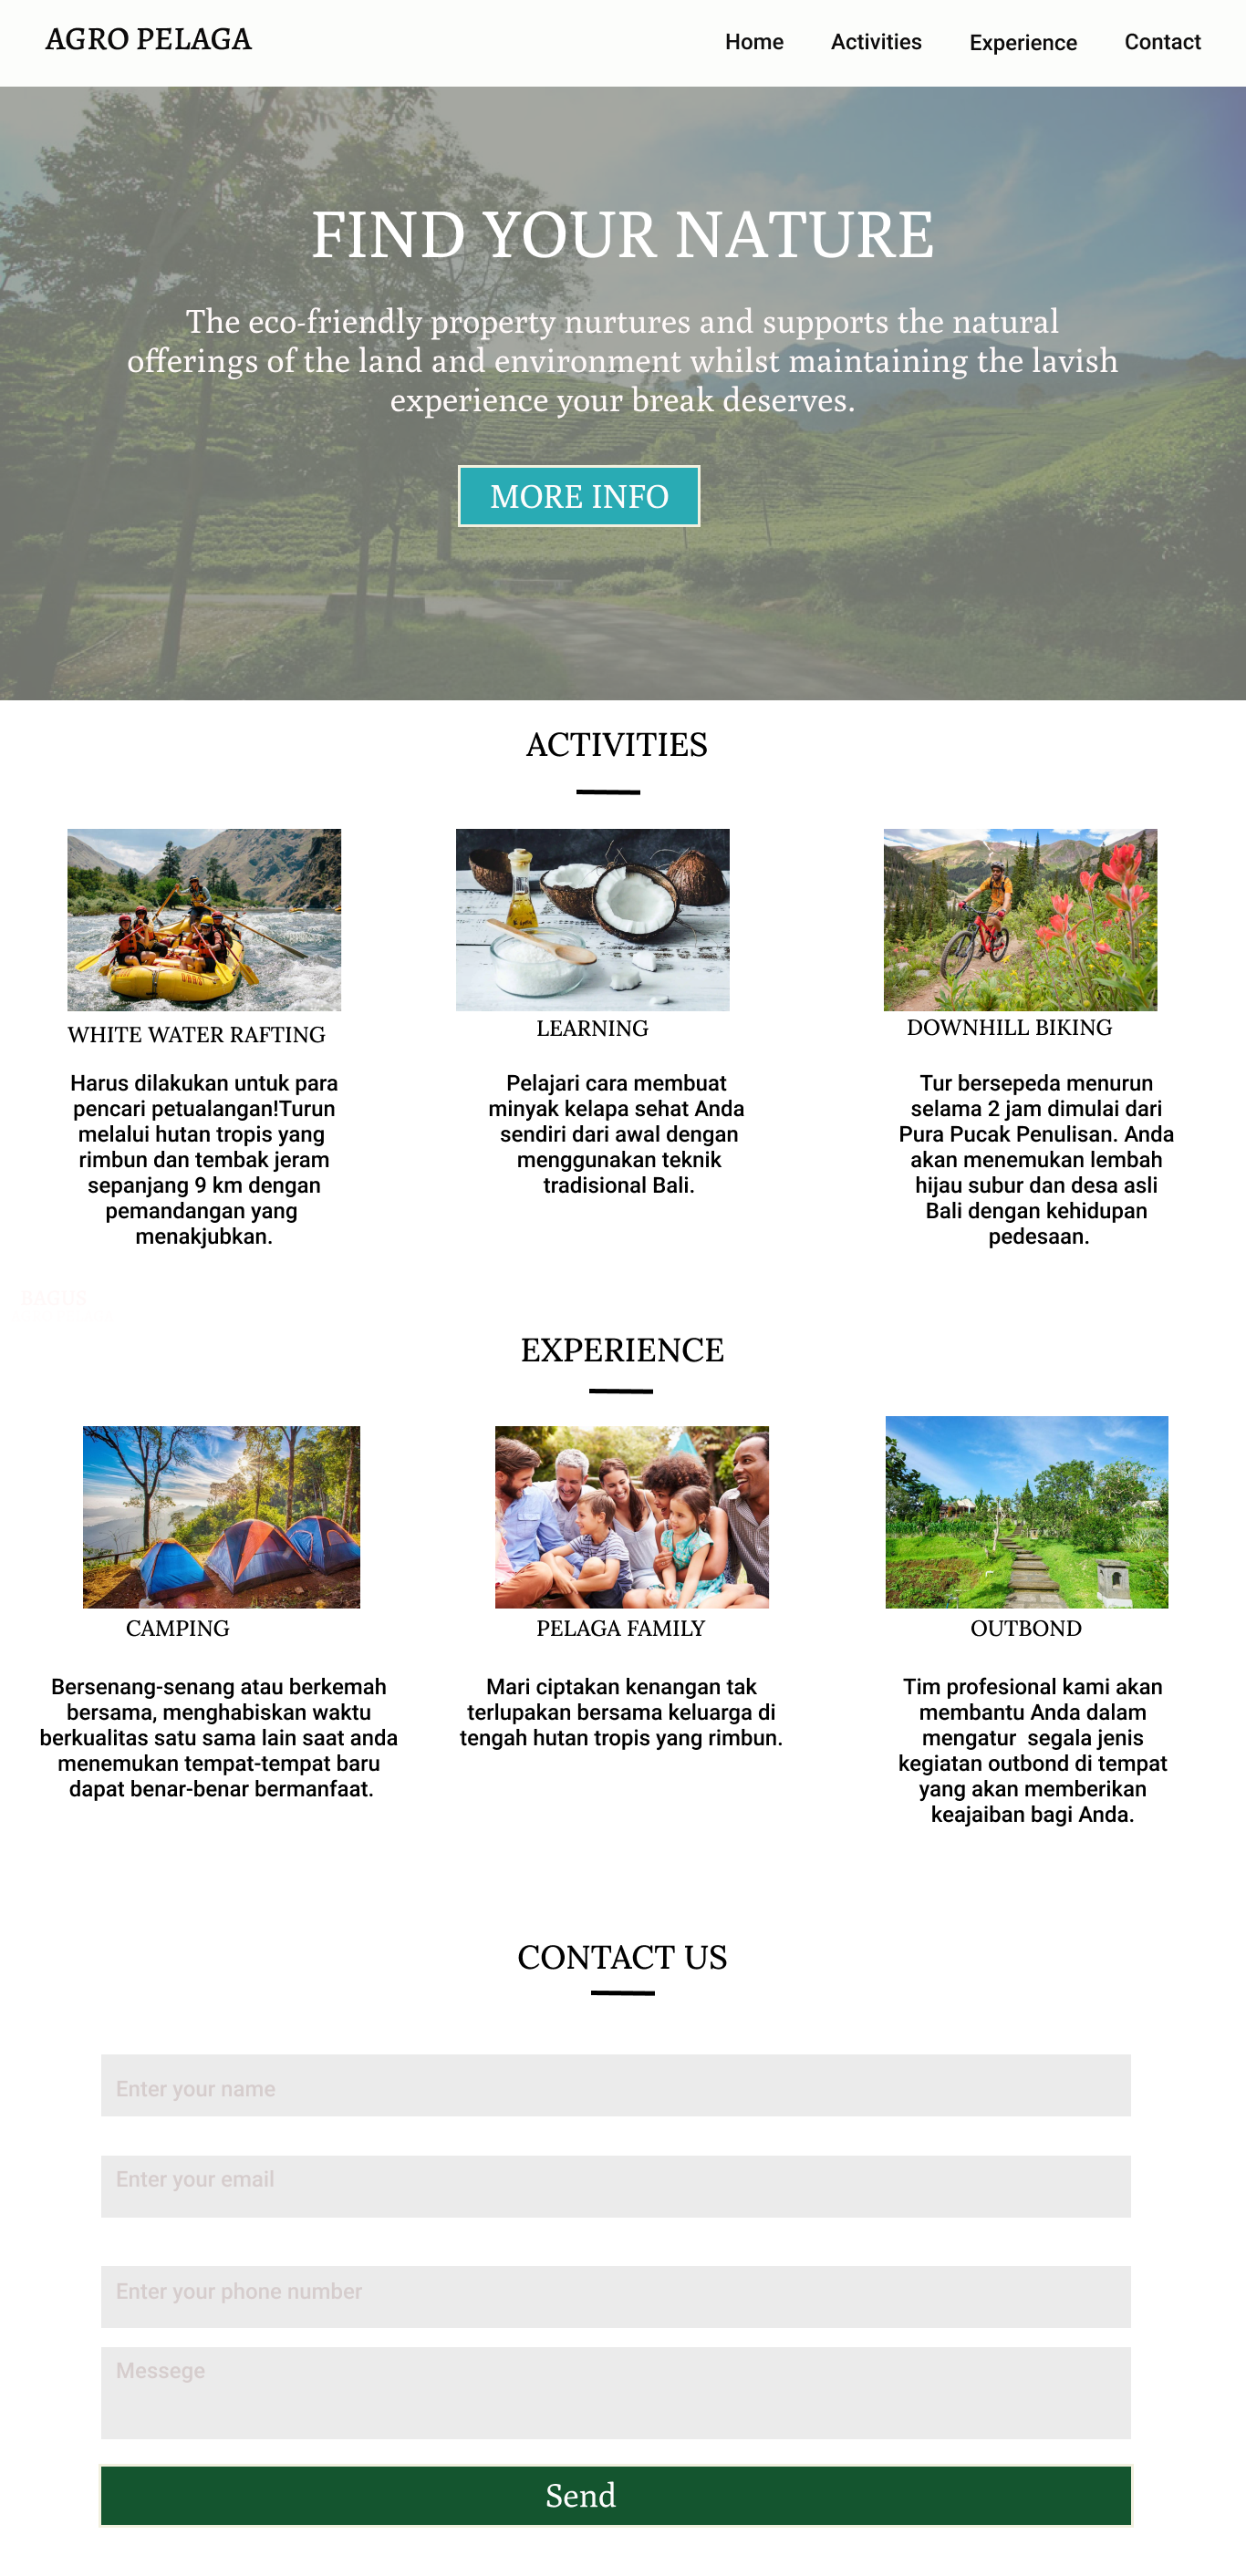 AGRO PELAGA
Home Activities Experience Contact
FIND YOUR NATURE
The eco-friendly property nurtures and supports the natural
offerings of the land and environment whilst maintaining the lavish
experience your break deserves.
MORE INFO
ACTIVITIES
WHITE WATER RAFTING
Harus dilakukan untuk para
pencari petualangan!Turun
melalui hutan tropis yang
rimbun dan tembak jeram
sepanjang 9 km dengan
pemandangan yang
menakjubkan.
LEARNING
Pelajari cara membuat
minyak kelapa sehat Anda
sendiri dari awal dengan
menggunakan teknik
tradisional Bali.
DOWNHILL BIKING
Tur bersepeda menurun
selama 2 jam dimulai dari
Pura Pucak Penulisan. Anda
akan menemukan lembah
hijau subur dan desa asli
Bali dengan kehidupan
pedesaan.
BAGUS
EXPERIENCE
CAMPING
Bersenang-senang atau berkemah
bersama, menghabiskan waktu
berkualitas satu sama lain saat anda
menemukan tempat-tempat baru
dapat benar-benar bermanfaat.
PELAGA FAMILY
Mari ciptakan kenangan tak
terlupakan bersama keluarga di
tengah hutan tropis yang rimbun.
OUTBOND
Tim profesional kami akan
membantu Anda dalam
mengatur  segala jenis
kegiatan outbond di tempat
yang akan memberikan
keajaiban bagi Anda.
CONTACT US
Enter your name
Enter your email
Enter your phone number
Messege
Send